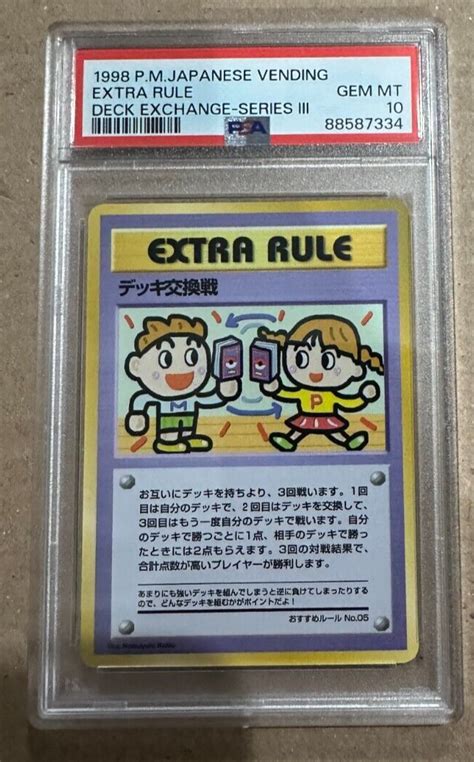 1998 P.M.JAPANESE VENDING
EXTRA RULE GEM MT
DECK EXCHANGE-SERIES III 10
PSA 88587334
EXTRA RULE
デッキ交換戦
M
P
お互いにデッキを持ちより、3回戦います。1回
目は自分のデッキで、2回目はデッキを交換して、
3回目はもう一度自分のデッキで戦います。自分
のデッキで勝つごとに1点、相手のデッキで勝っ
たときには2点もらえます。3回の対戦結果で、
合計点数が高いプレイヤーが勝利します。
あまりにも強いデッキを組んでしまうと逆に負けてしまったりする
ので、どんなデッキを組むかがポイントだよ!
おすすめルール No.05